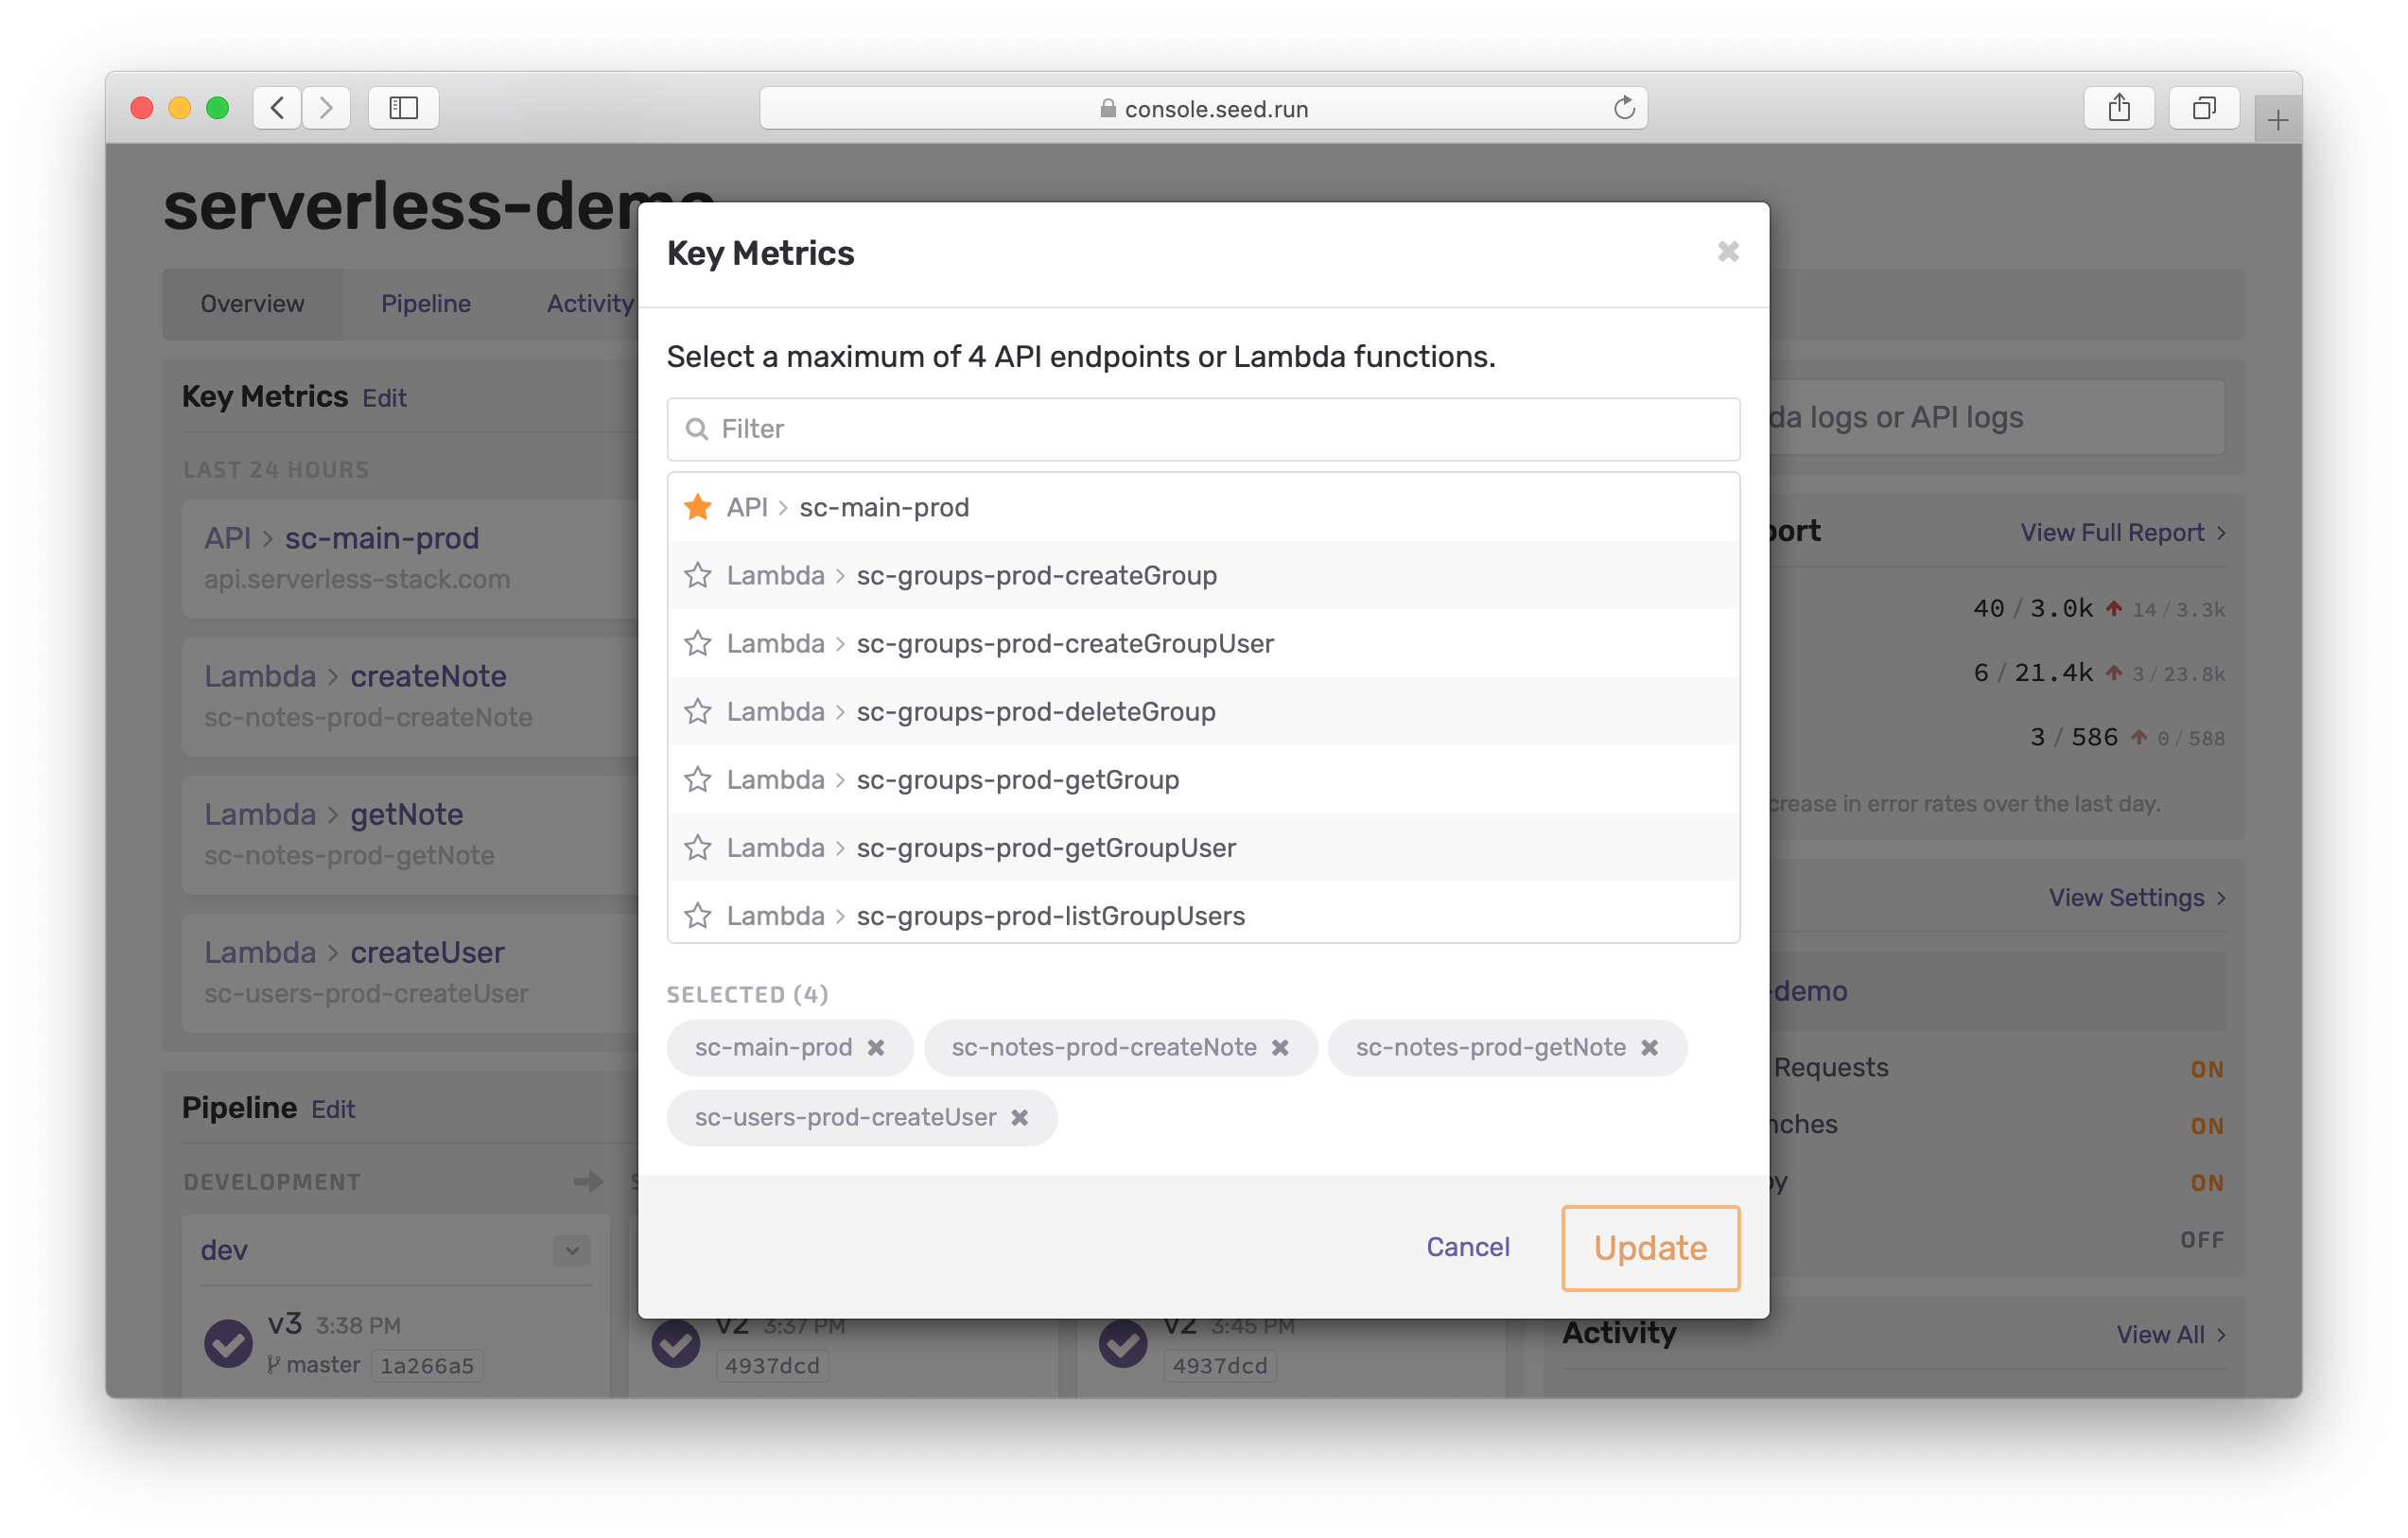 console.seed.run
serverless-demo
Overview
Pipeline
Activity
Key Metrics Edit
LAST 24 HOURS
API > sc-main-prod
api.serverless-stack.com
Lambda > createNote
sc-notes-prod-createNote
Lambda > getNote
sc-notes-prod-getNote
Lambda > createUser
sc-users-prod-createUser
Pipeline Edit
DEVELOPMENT
dev
v3 3:38 PM
master 1a266a5
v2 3:37 PM
4937dcd
v2 3:45 PM
4937dcd
Key Metrics
Select a maximum of 4 API endpoints or Lambda functions.
Filter
API > sc-main-prod
Lambda > sc-groups-prod-createGroup
Lambda > sc-groups-prod-createGroupUser
Lambda > sc-groups-prod-deleteGroup
Lambda > sc-groups-prod-getGroup
Lambda > sc-groups-prod-getGroupUser
Lambda > sc-groups-prod-listGroupUsers
SELECTED (4)
sc-main-prod
sc-notes-prod-createNote
sc-notes-prod-getNote
sc-users-prod-createUser
Cancel
Update
logs or API logs
View Full Report >
40 / 3.0k 14 / 3.3k
6 / 21.4k 3 / 23.8k
3 / 586 0 / 588
in error rates over the last day.
View Settings >
-demo
Requests
ON
ON
ON
OFF
Activity
View All >